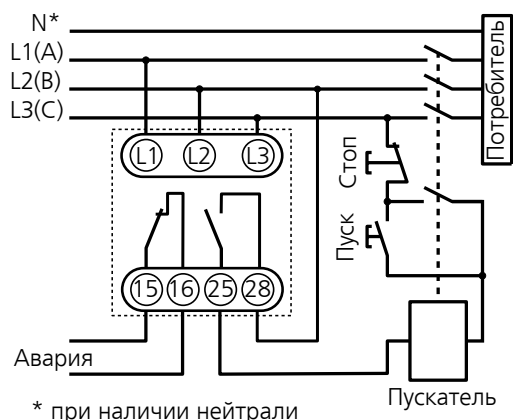 N*
L1(A)
L2(B)
L3(C)
Потребитель
L1 L2 L3
Стоп
Пуск
15 16 25 28
Авария
Пускатель
* при наличии нейтрали